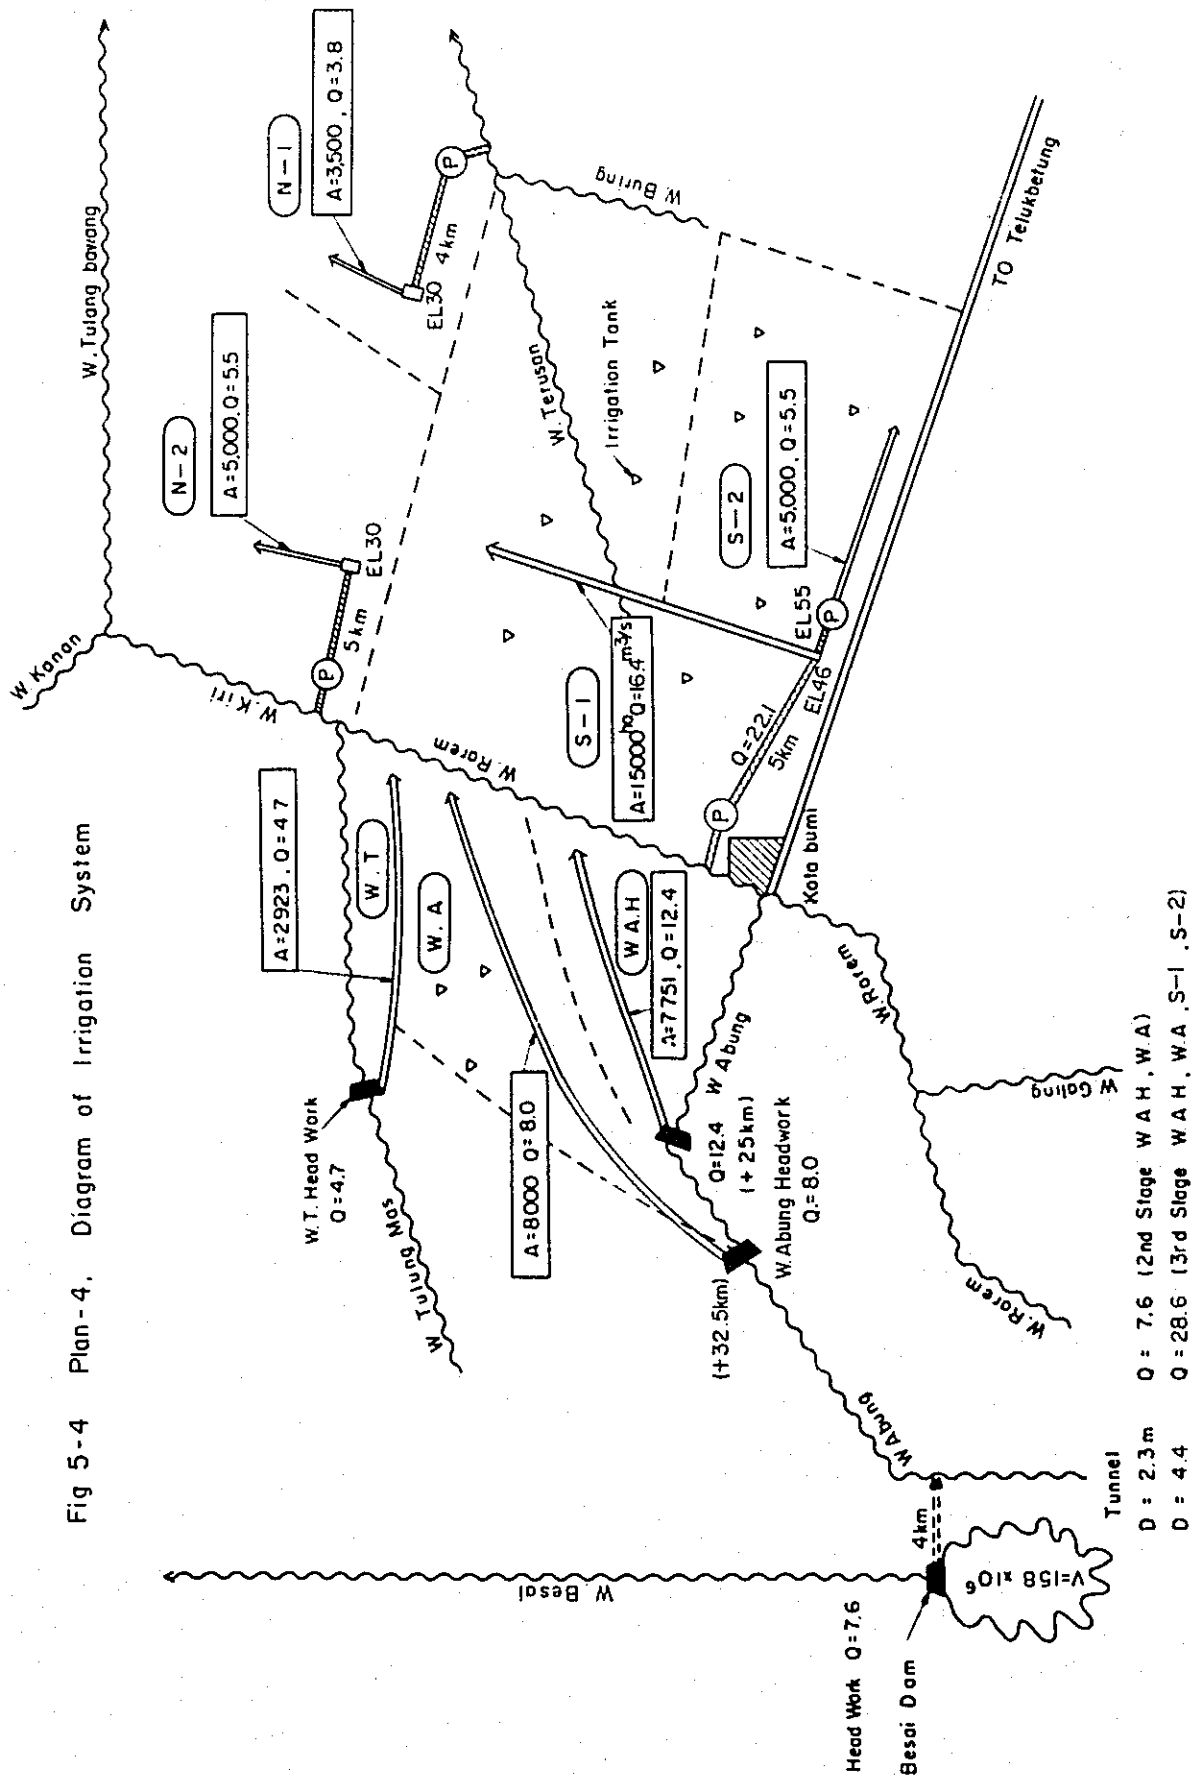 Fig 5-4 Plan-4. Diagram of Irrigation System
W. Tulang bawang
W. Kanan
W. Kiri
N-2
A=5,000, Q=5.5
EL30
5km
P
N-1
A=3,500, Q=3.8
EL30
4km
P
W. Buring
W. Terusan
Irrigation Tank
W.T. Head Work
Q=4.7
W. Tulung Mas
A=2923, Q=4.7
W.T
W.A
A=8000 Q=8.0
W.A.H
A=7751, Q=12.4
W. Rarem
S-1
A=15000ha Q=16.4 m³/s
S-2
A=5,000, Q=5.5
EL55
P
EL46
Q=22.1
5km
P
Kota bumi
TO Telukbetung
W Abung
Q=12.4
(+25km)
W. Abung Headwork
Q.=8.0
(+32.5km)
W. Rarem
W Galing
W. Rarem
W Abung
W. Besai
4km
V=158 x10⁶
Head Work Q=7.6
Besai Dam
Tunnel
D = 2.3m Q = 7.6 (2nd Stage W A H, W.A)
D = 4.4 Q = 28.6 (3rd Stage W.A H, W.A, S-1, S-2)